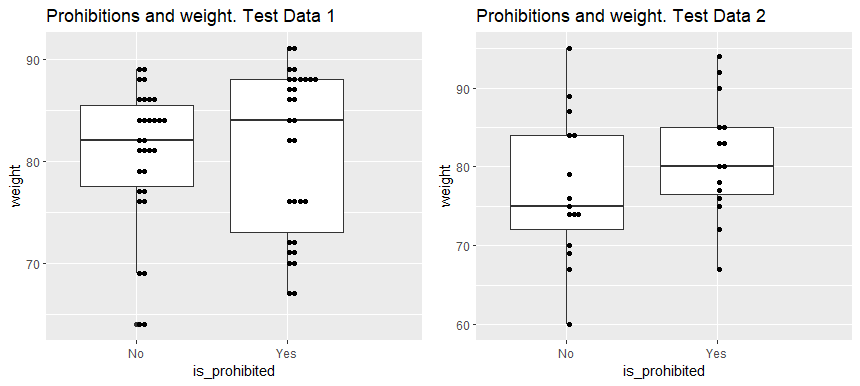 Prohibitions and weight. Test Data 1
90
80
70
weight
No
Yes
is_prohibited
Prohibitions and weight. Test Data 2
90
80
70
60
weight
No
Yes
is_prohibited